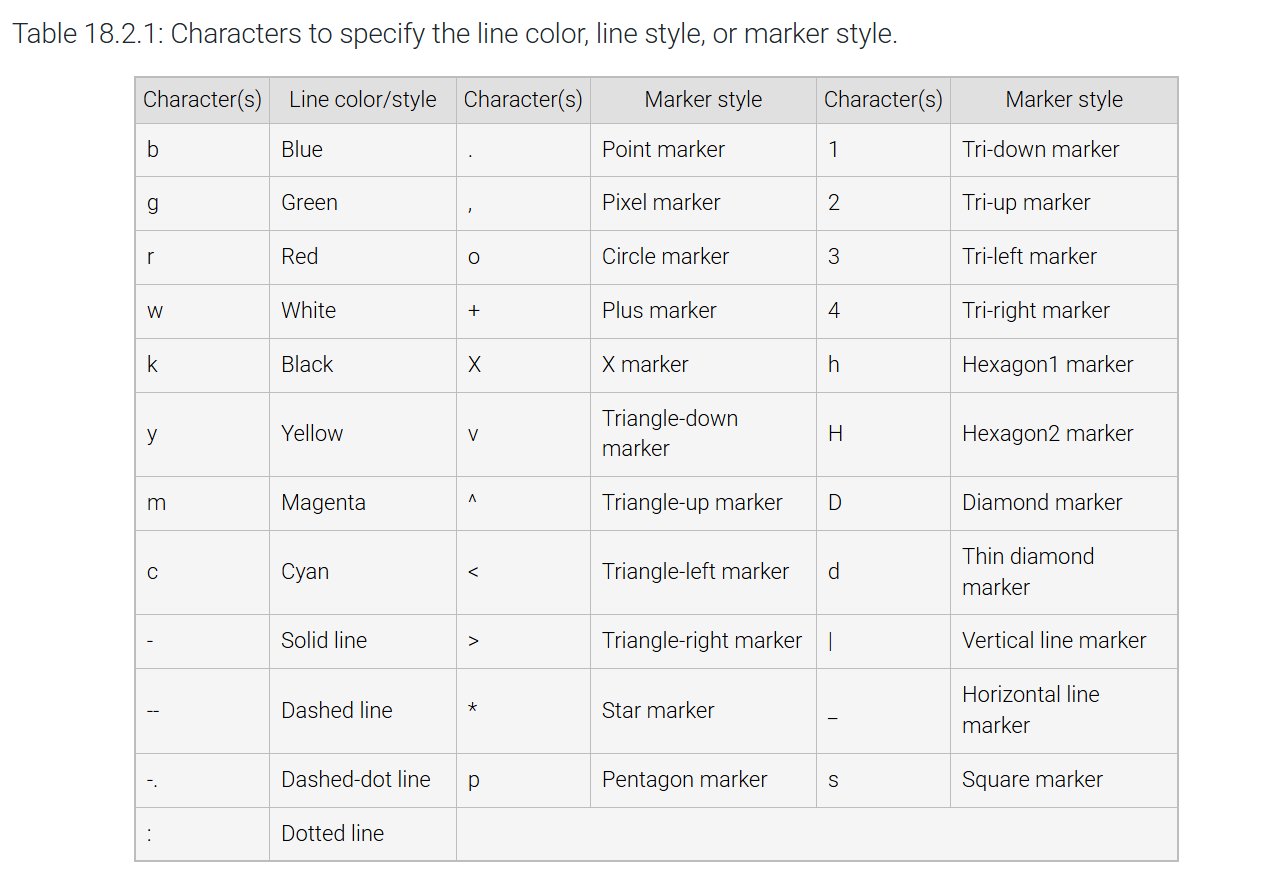 Table 18.2.1: Characters to specify the line color, line style, or marker style.
Character(s) Line color/style Character(s) Marker style Character(s) Marker style
b Blue . Point marker 1 Tri-down marker
g Green , Pixel marker 2 Tri-up marker
r Red o Circle marker 3 Tri-left marker
w White + Plus marker 4 Tri-right marker
k Black X X marker h Hexagon1 marker
y Yellow v Triangle-down marker H Hexagon2 marker
m Magenta ^ Triangle-up marker D Diamond marker
c Cyan < Triangle-left marker d Thin diamond marker
- Solid line > Triangle-right marker | Vertical line marker
-- Dashed line * Star marker _ Horizontal line marker
-. Dashed-dot line p Pentagon marker s Square marker
: Dotted line